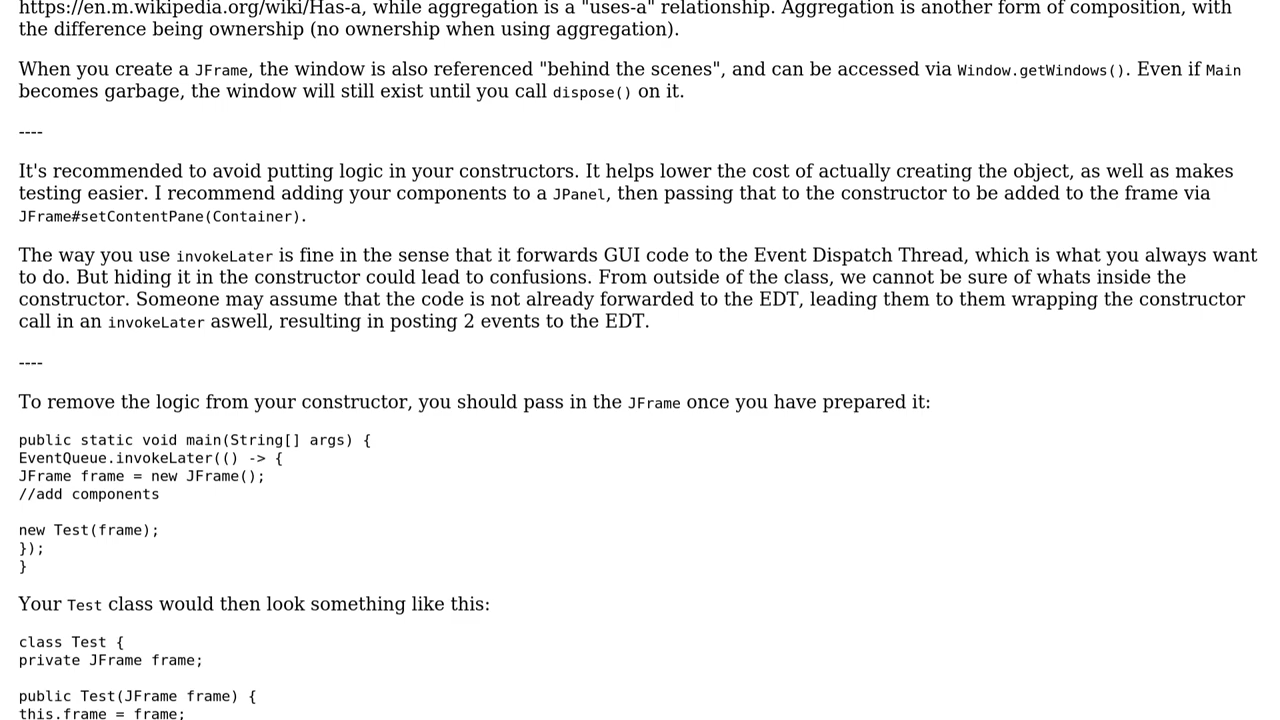 https://en.m.wikipedia.org/wiki/Has-a, while aggregation is a "uses-a" relationship. Aggregation is another form of composition, with
the difference being ownership (no ownership when using aggregation).
When you create a JFrame, the window is also referenced "behind the scenes", and can be accessed via Window.getWindows(). Even if Main
becomes garbage, the window will still exist until you call dispose() on it.
----
It's recommended to avoid putting logic in your constructors. It helps lower the cost of actually creating the object, as well as makes
testing easier. I recommend adding your components to a JPanel, then passing that to the constructor to be added to the frame via
JFrame#setContentPane(Container).
The way you use invokeLater is fine in the sense that it forwards GUI code to the Event Dispatch Thread, which is what you always want
to do. But hiding it in the constructor could lead to confusions. From outside of the class, we cannot be sure of whats inside the
constructor. Someone may assume that the code is not already forwarded to the EDT, leading them to them wrapping the constructor
call in an invokeLater aswell, resulting in posting 2 events to the EDT.
----
To remove the logic from your constructor, you should pass in the JFrame once you have prepared it:
public static void main(String[] args) {
EventQueue.invokeLater(() -> {
JFrame frame = new JFrame();
//add components
new Test(frame);
});
}
Your Test class would then look something like this:
class Test {
private JFrame frame;
public Test(JFrame frame) {
this.frame = frame;